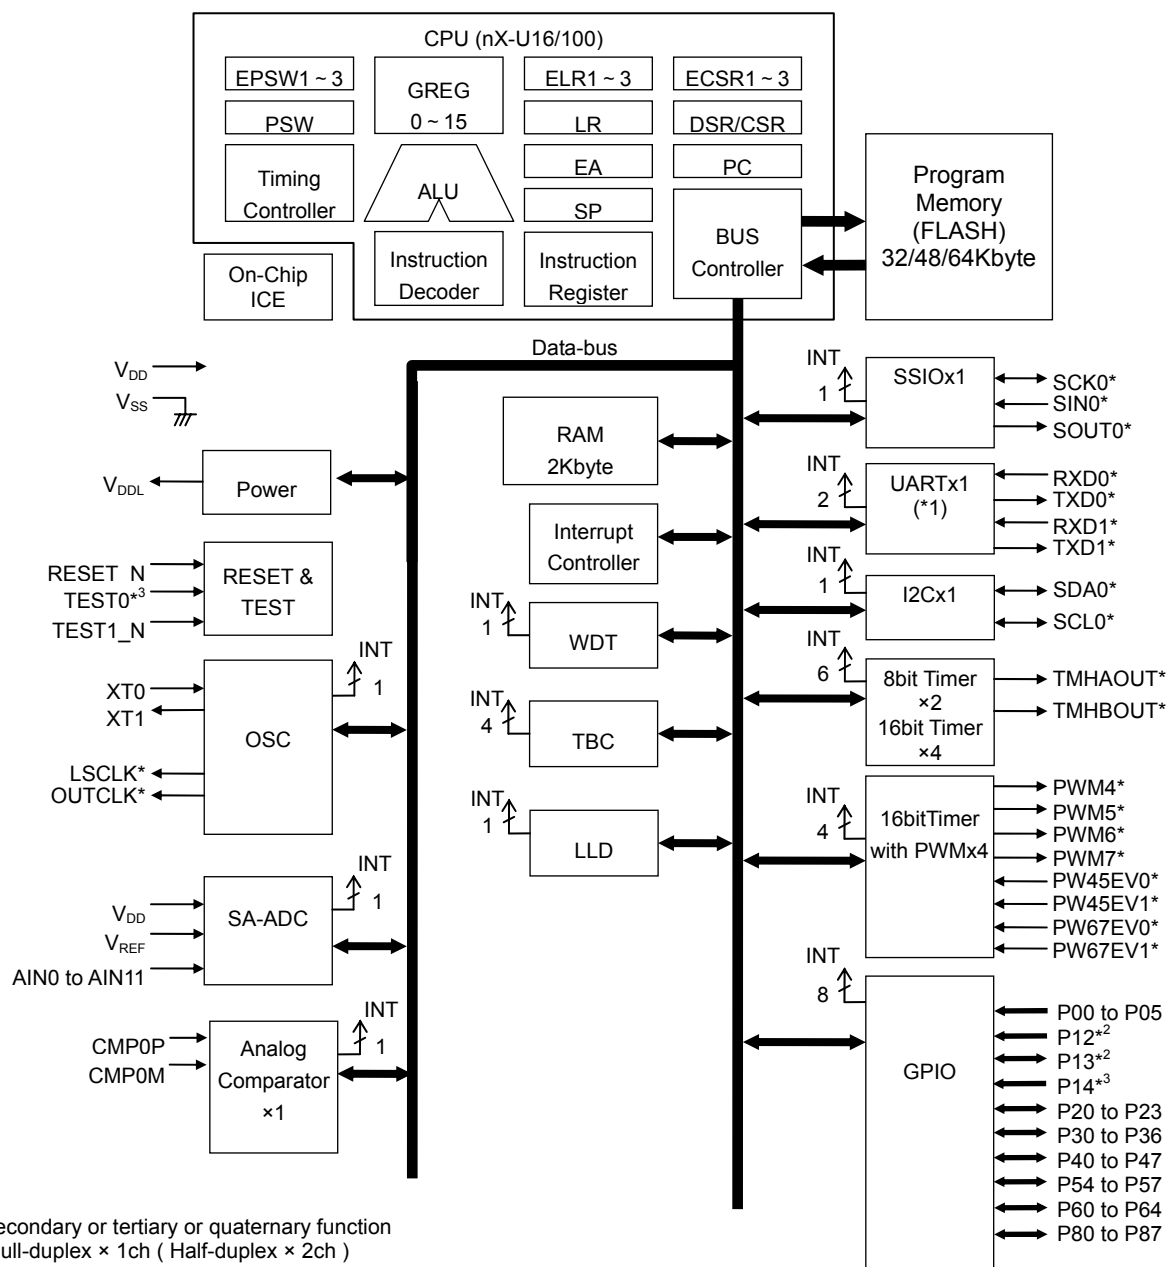 CPU (nX-U16/100)
EPSW1 ~ 3
GREG
0 ~ 15
ELR1 ~ 3
ECSR1 ~ 3
PSW
LR
DSR/CSR
Timing
Controller
ALU
EA
PC
SP
BUS
Controller
Program
Memory
(FLASH)
32/48/64Kbyte
On-Chip
ICE
Instruction
Decoder
Instruction
Register
Data-bus
VDD
VSS
VDDL
Power
RESET_N
TEST0*3
TEST1_N
RESET &
TEST
XT0
XT1
LSCLK*
OUTCLK*
OSC
INT
1
VDD
VREF
AIN0 to AIN11
SA-ADC
INT
1
CMP0P
CMP0M
Analog
Comparator
×1
INT
1
RAM
2Kbyte
Interrupt
Controller
INT
1
WDT
INT
4
TBC
INT
1
LLD
INT
1
SSIOx1
SCK0*
SIN0*
SOUT0*
INT
2
UARTx1
(*1)
RXD0*
TXD0*
RXD1*
TXD1*
INT
1
I2Cx1
SDA0*
SCL0*
INT
6
8bit Timer
×2
16bit Timer
×4
TMHAOUT*
TMHBOUT*
INT
4
16bitTimer
with PWMx4
PWM4*
PWM5*
PWM6*
PWM7*
PW45EV0*
PW45EV1*
PW67EV0*
PW67EV1*
INT
8
GPIO
P00 to P05
P12*2
P13*2
P14*3
P20 to P23
P30 to P36
P40 to P47
P54 to P57
P60 to P64
P80 to P87
econdary or tertiary or quaternary function
ull-duplex × 1ch ( Half-duplex × 2ch )